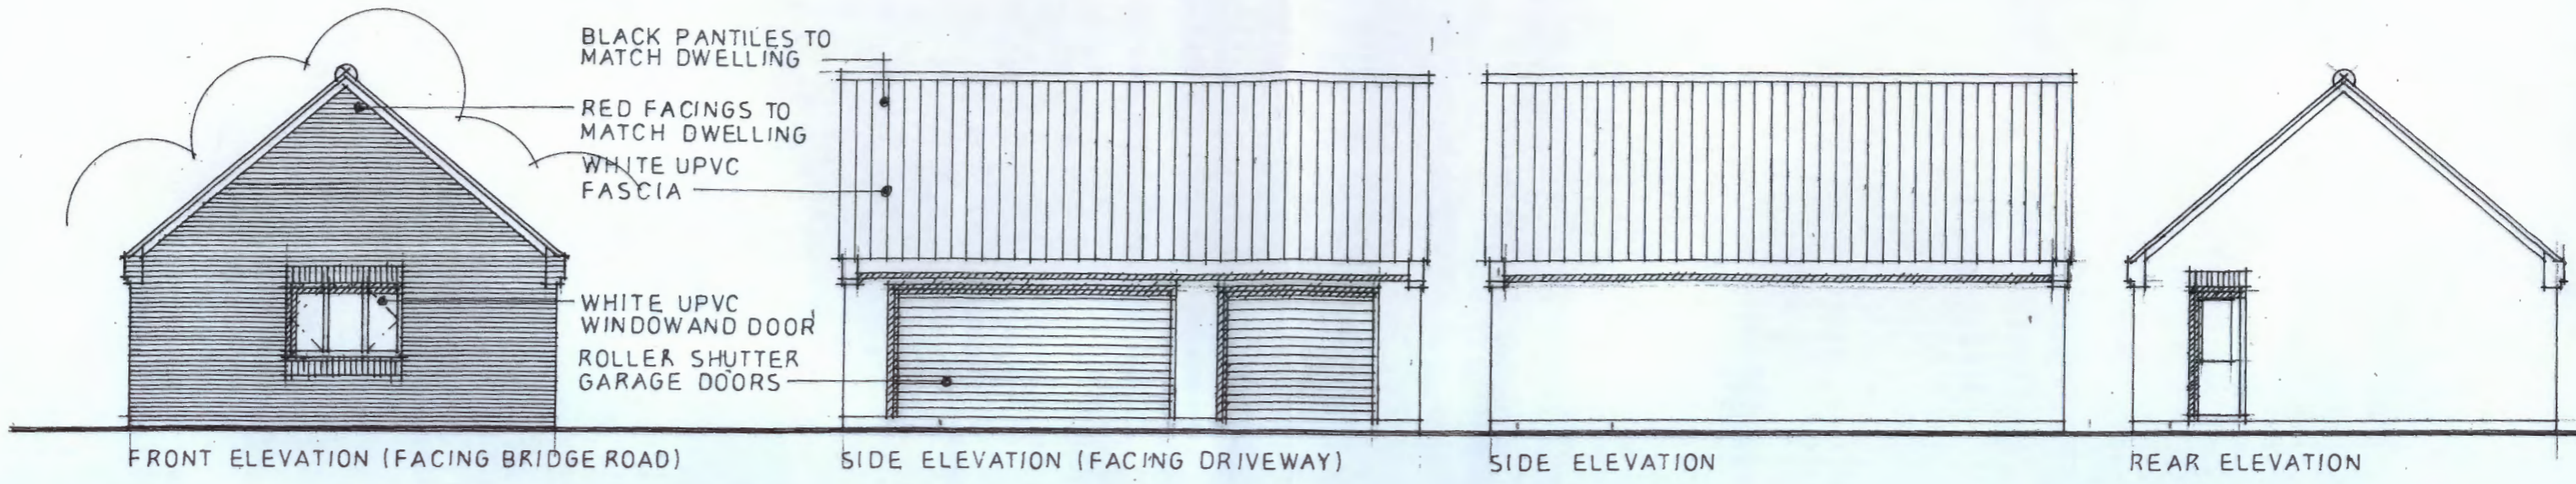 BLACK PANTILES TO
MATCH DWELLING
RED FACINGS TO
MATCH DWELLING
WHITE UPVC
FASCIA
WHITE UPVC
WINDOW AND DOOR
ROLLER SHUTTER
GARAGE DOORS
FRONT ELEVATION (FACING BRIDGE ROAD)
SIDE ELEVATION (FACING DRIVEWAY)
SIDE ELEVATION
REAR ELEVATION